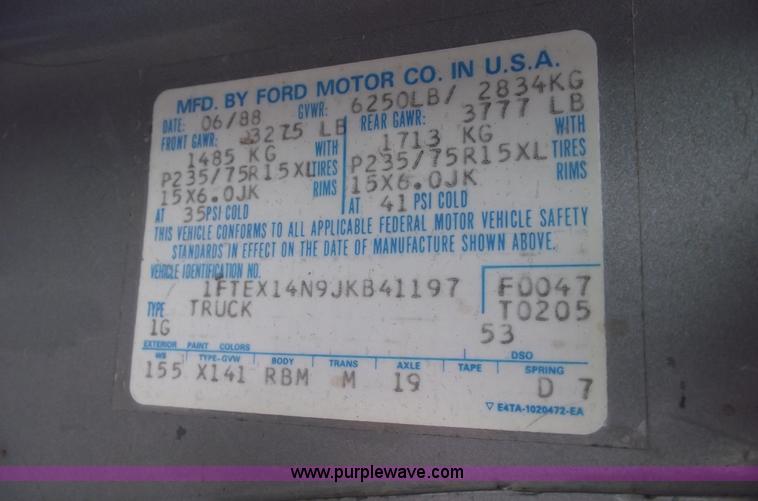 MFD. BY FORD MOTOR CO. IN U.S.A.
DATE: 06/88 GVWR: 6250LB/ 2834KG
FRONT GAWR: 3275 LB REAR GAWR: 3777 LB
1485 KG WITH 1713 KG WITH
P235/75R15XL TIRES P235/75R15XL TIRES
15X6.0JK RIMS 15X6.0JK RIMS
AT 35 PSI COLD AT 41 PSI COLD
THIS VEHICLE CONFORMS TO ALL APPLICABLE FEDERAL MOTOR VEHICLE SAFETY
STANDARDS IN EFFECT ON THE DATE OF MANUFACTURE SHOWN ABOVE.
VEHICLE IDENTIFICATION NO.
1FTEX14N9JKB41197 F0047
TYPE TRUCK T0205
1G 53
EXTERIOR PAINT COLORS DSO
WB TYPE-GVW BODY TRANS AXLE TAPE SPRING
155 X141 RBM M 19 D 7
▽ E4TA-1020472-EA
www.purplewave.com